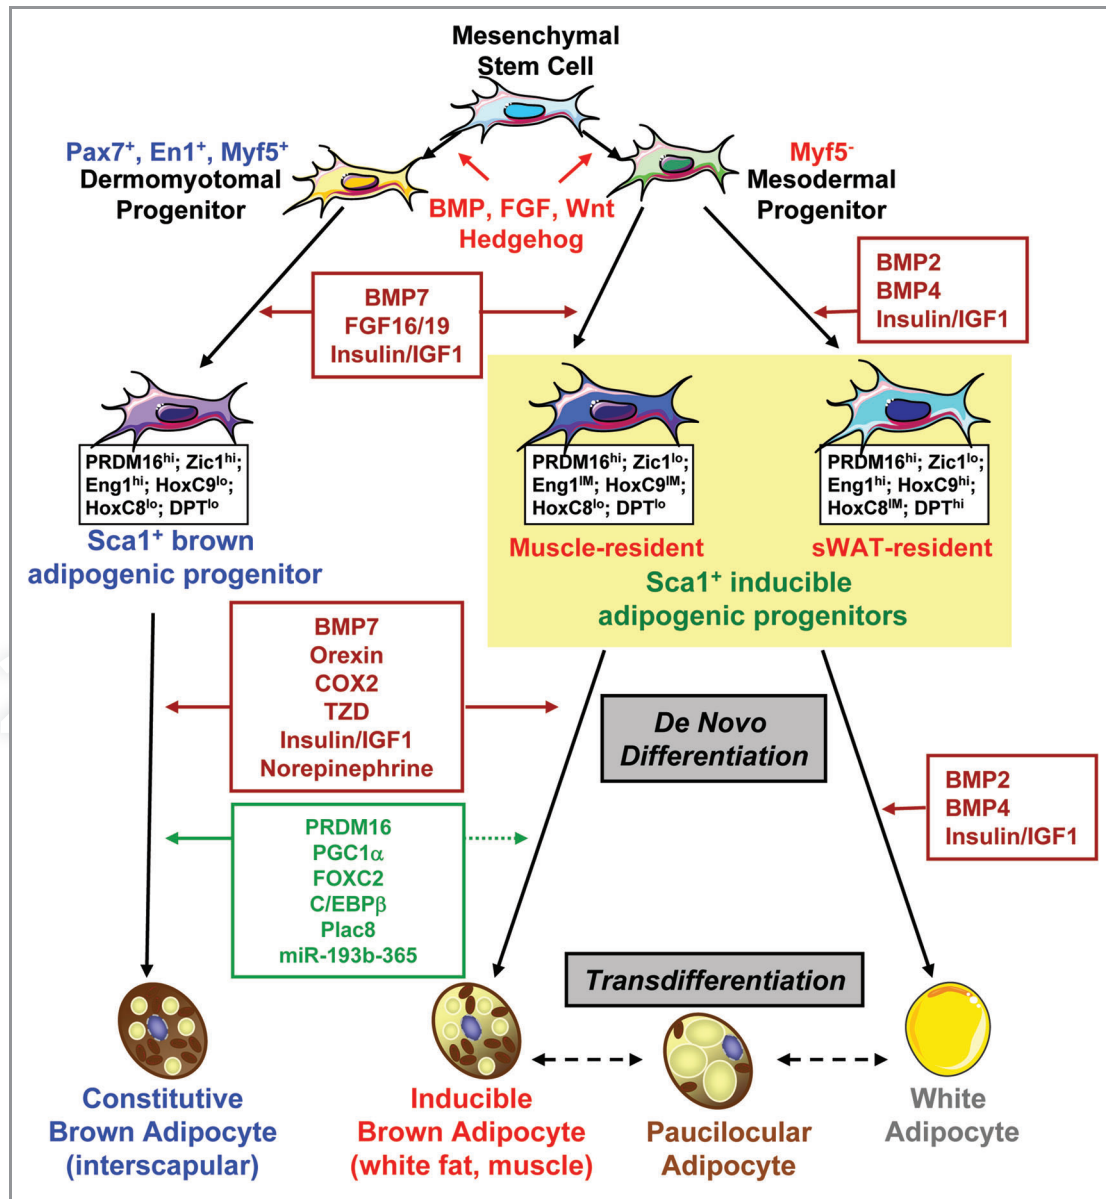 Mesenchymal
Stem Cell
Pax7⁺, En1⁺, Myf5⁺
Dermomyotomal
Progenitor
Myf5⁻
Mesodermal
Progenitor
BMP, FGF, Wnt
Hedgehog
BMP7
FGF16/19
Insulin/IGF1
BMP2
BMP4
Insulin/IGF1
PRDM16ʰⁱ; Zic1ʰⁱ;
Eng1ʰⁱ; HoxC9ˡᵒ;
HoxC8ˡᵒ; DPTˡᵒ
Sca1⁺ brown
adipogenic progenitor
PRDM16ʰⁱ; Zic1ˡᵒ;
Eng1ᴵᴹ; HoxC9ᴵᴹ;
HoxC8ˡᵒ; DPTˡᵒ
Muscle-resident
PRDM16ʰⁱ; Zic1ˡᵒ;
Eng1ʰⁱ; HoxC9ʰⁱ;
HoxC8ᴵᴹ; DPTʰⁱ
sWAT-resident
Sca1⁺ inducible
adipogenic progenitors
BMP7
Orexin
COX2
TZD
Insulin/IGF1
Norepinephrine
De Novo
Differentiation
BMP2
BMP4
Insulin/IGF1
PRDM16
PGC1α
FOXC2
C/EBPβ
Plac8
miR-193b-365
Transdifferentiation
Constitutive
Brown Adipocyte
(interscapular)
Inducible
Brown Adipocyte
(white fat, muscle)
Paucilocular
Adipocyte
White
Adipocyte